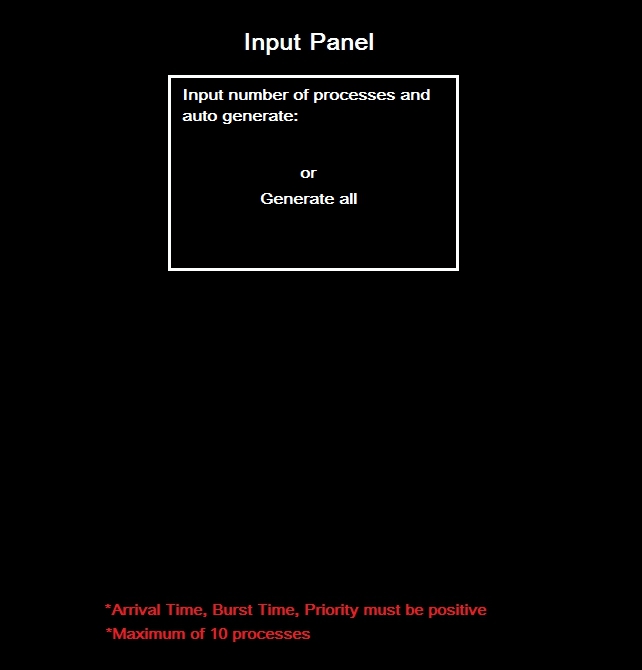 Input Panel
Input number of processes and
auto generate:
or
Generate all
*Arrival Time, Burst Time, Priority must be positive
*Maximum of 10 processes